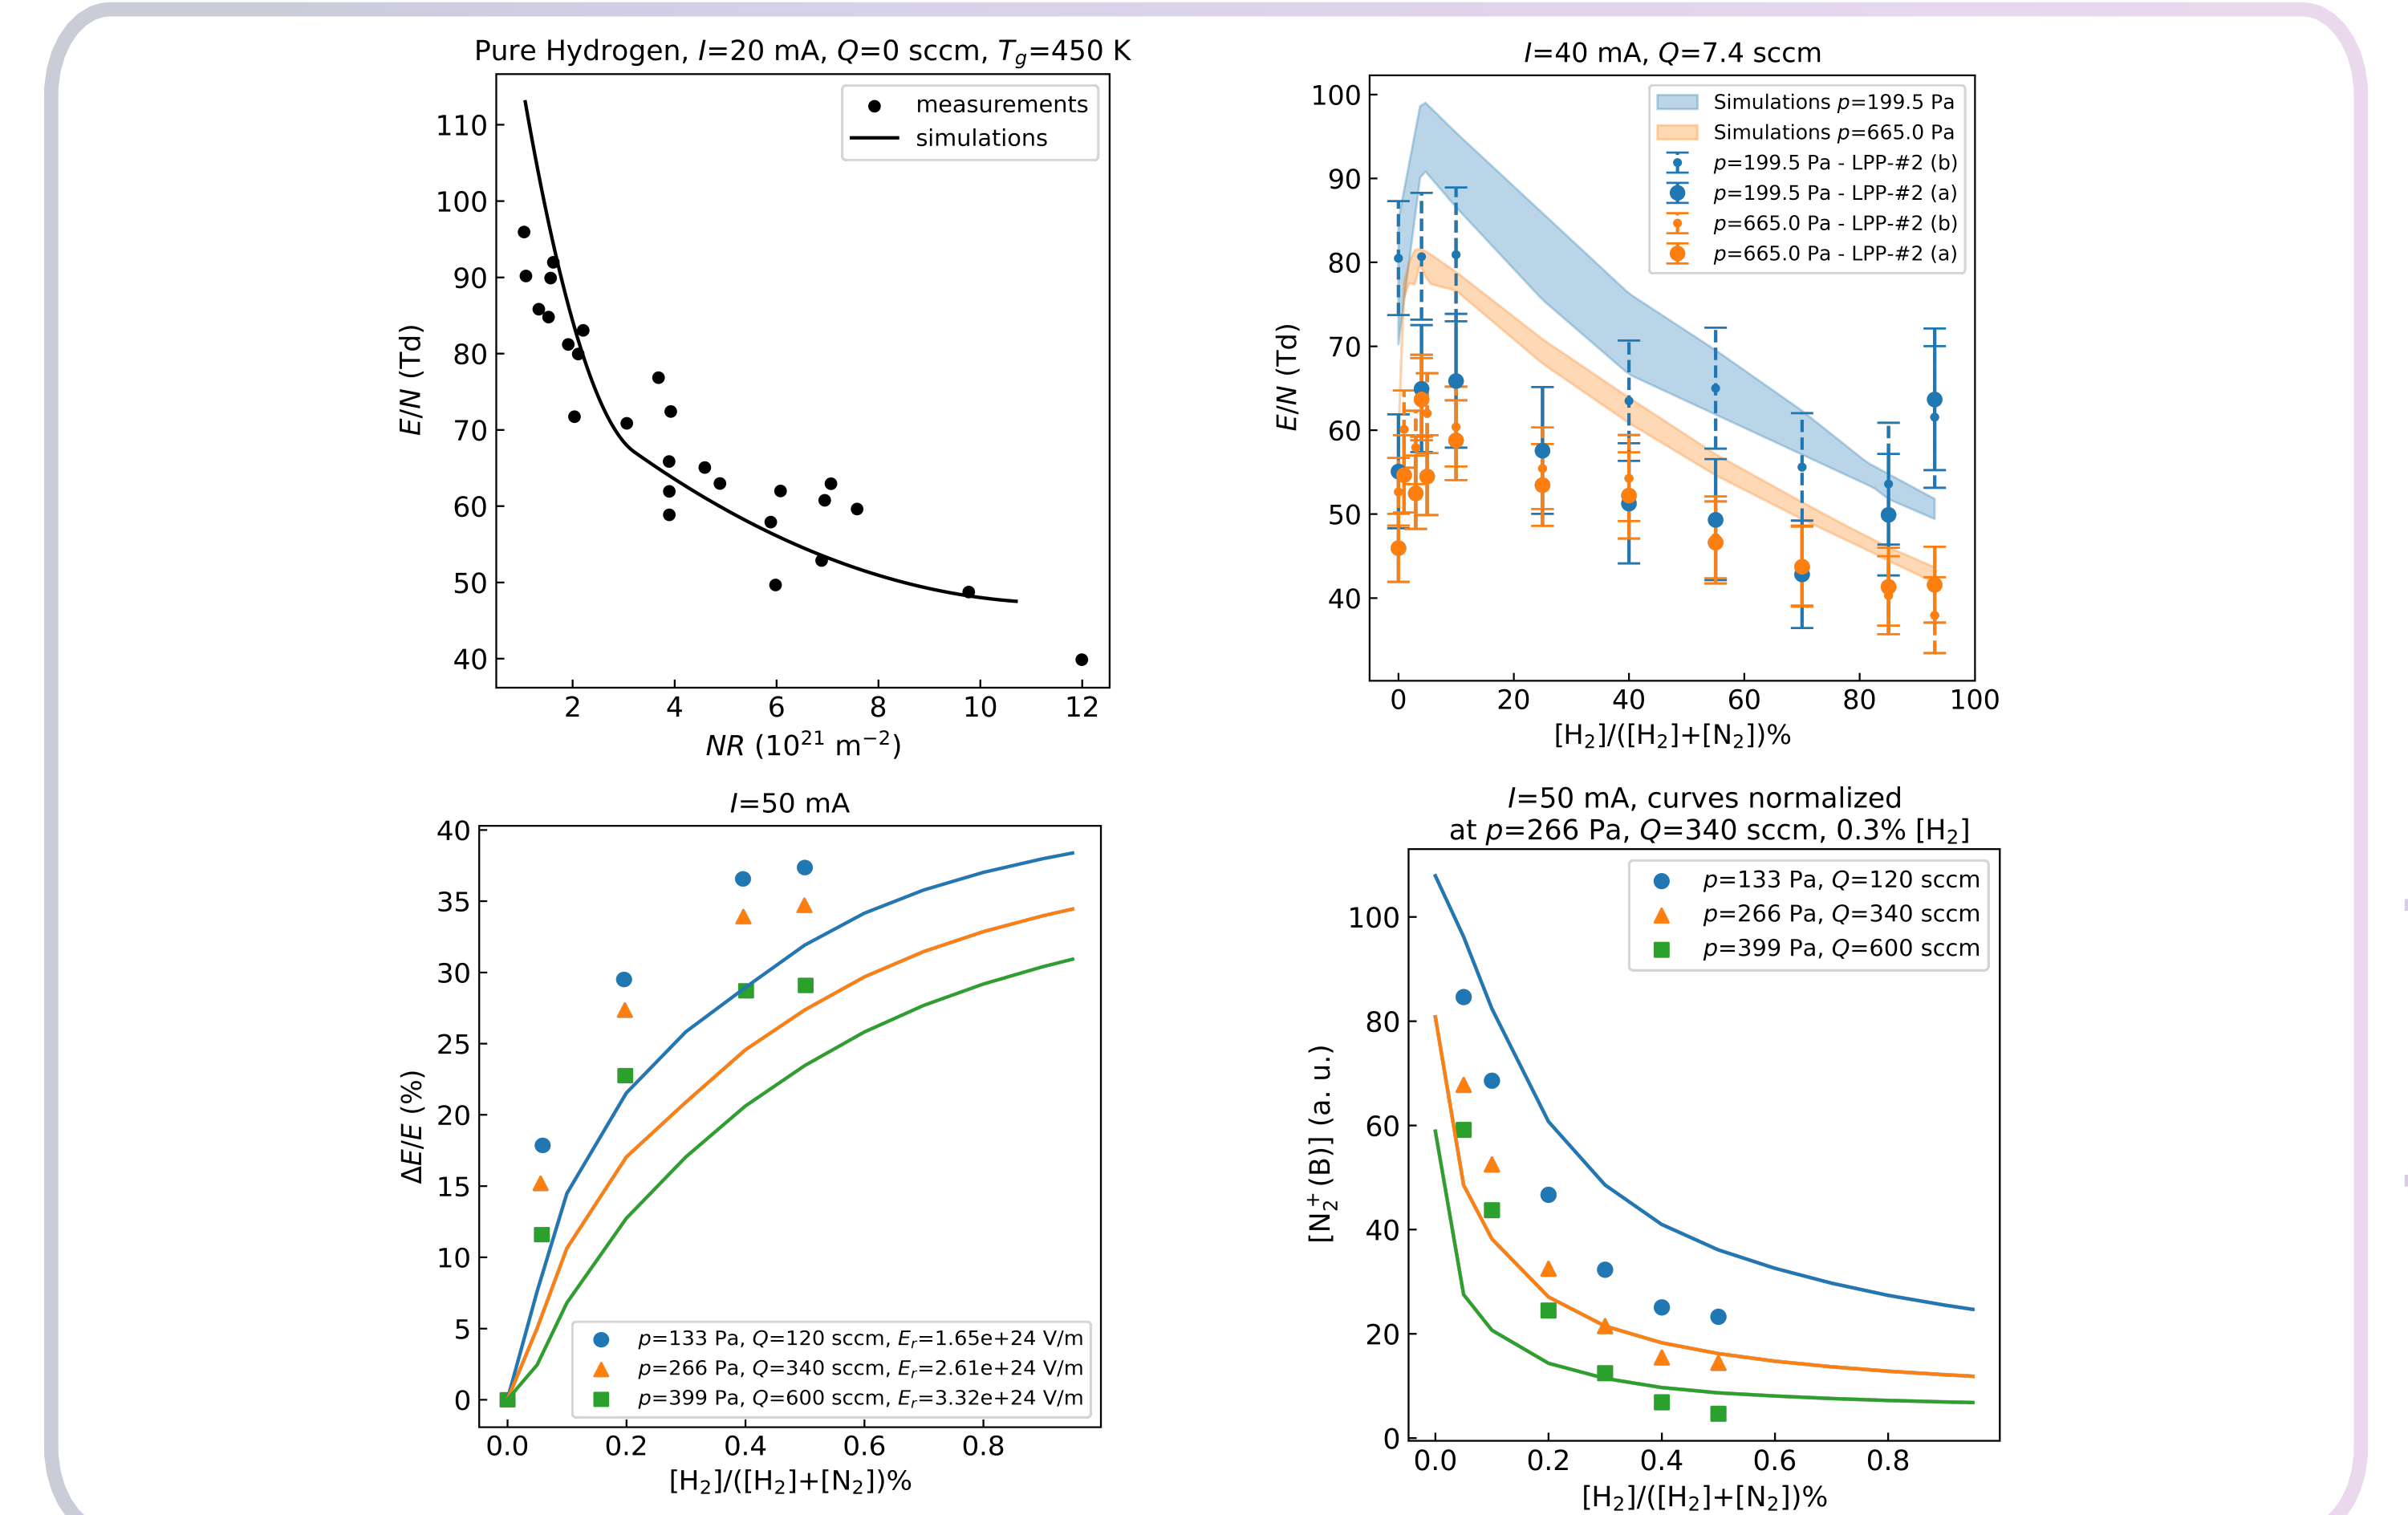 Pure Hydrogen, I=20 mA, Q=0 sccm, Tg=450 K
measurements
simulations
110
100
90
80
70
60
50
40
E/N (Td)
2 4 6 8 10 12
NR (10²¹ m⁻²)
I=40 mA, Q=7.4 sccm
Simulations p=199.5 Pa
Simulations p=665.0 Pa
p=199.5 Pa - LPP-#2 (b)
p=199.5 Pa - LPP-#2 (a)
p=665.0 Pa - LPP-#2 (b)
p=665.0 Pa - LPP-#2 (a)
100
90
80
70
60
50
40
E/N (Td)
0 20 40 60 80 100
[H₂]/([H₂]+[N₂])%
I=50 mA
40
35
30
25
20
15
10
5
0
ΔE/E (%)
p=133 Pa, Q=120 sccm, Er=1.65e+24 V/m
p=266 Pa, Q=340 sccm, Er=2.61e+24 V/m
p=399 Pa, Q=600 sccm, Er=3.32e+24 V/m
0.0 0.2 0.4 0.6 0.8
[H₂]/([H₂]+[N₂])%
I=50 mA, curves normalized
at p=266 Pa, Q=340 sccm, 0.3% [H₂]
p=133 Pa, Q=120 sccm
p=266 Pa, Q=340 sccm
p=399 Pa, Q=600 sccm
100
80
60
40
20
0
[N₂⁺(B)] (a. u.)
0.0 0.2 0.4 0.6 0.8
[H₂]/([H₂]+[N₂])%